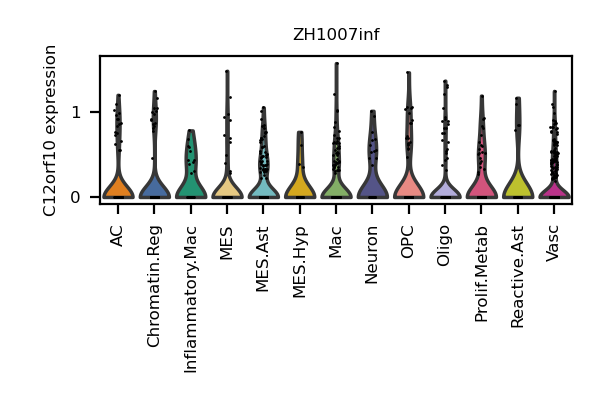 ZH1007inf
C12orf10 expression
1
0
AC
Chromatin.Reg
Inflammatory.Mac
MES
MES.Ast
MES.Hyp
Mac
Neuron
OPC
Oligo
Prolif.Metab
Reactive.Ast
Vasc